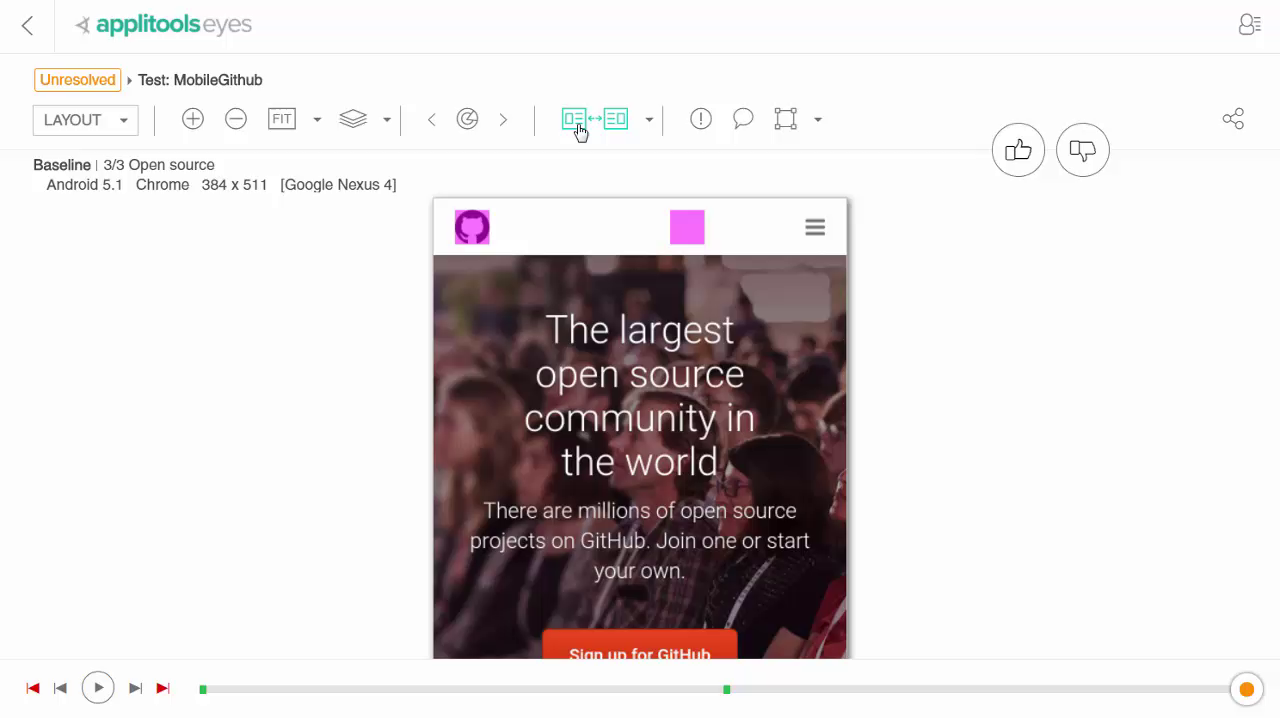 applitools eyes
Unresolved Test: MobileGithub
LAYOUT
FIT
Baseline | 3/3 Open source
Android 5.1 Chrome 384 x 511 [Google Nexus 4]
The largest
open source
community in
the world
There are millions of open source
projects on GitHub. Join one or start
your own.
Sign up for GitHub